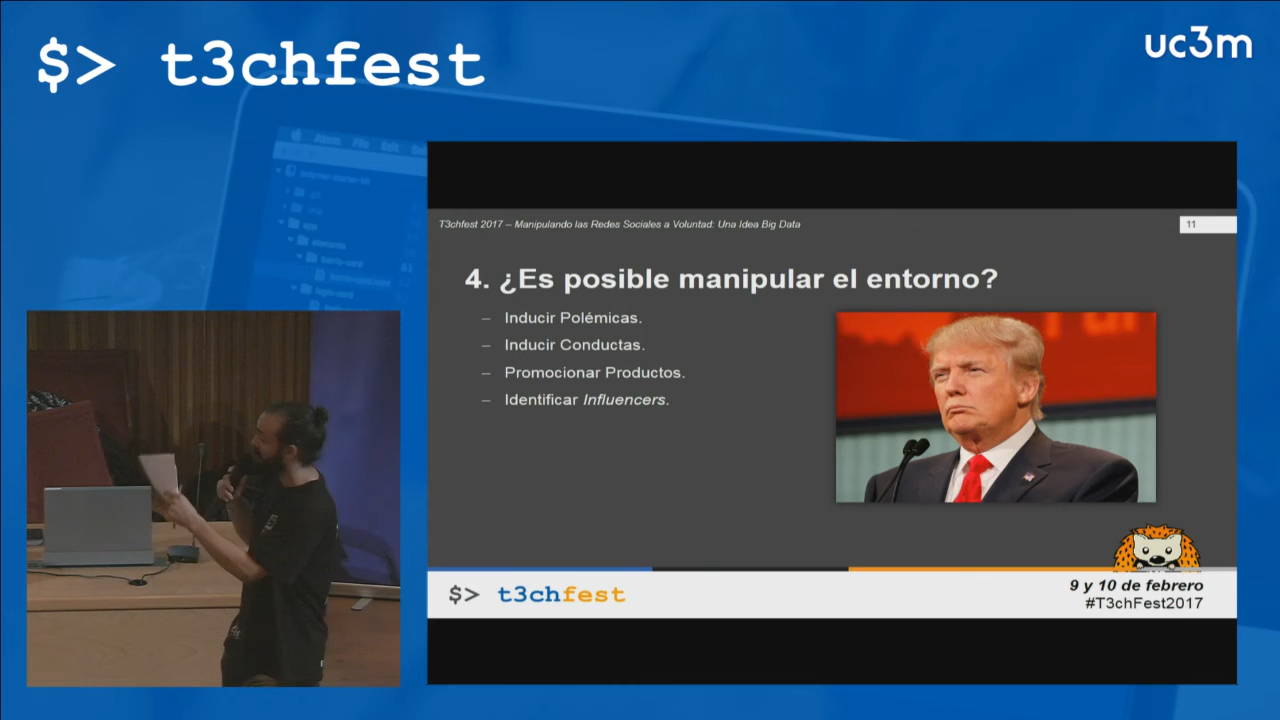 $> t3chfest
uc3m
T3chfest 2017 – Manipulando las Redes Sociales a Voluntad: Una Idea Big Data
11
4. ¿Es posible manipular el entorno?
– Inducir Polémicas.
– Inducir Conductas.
– Promocionar Productos.
– Identificar Influencers.
$> t3chfest
9 y 10 de febrero
#T3chFest2017